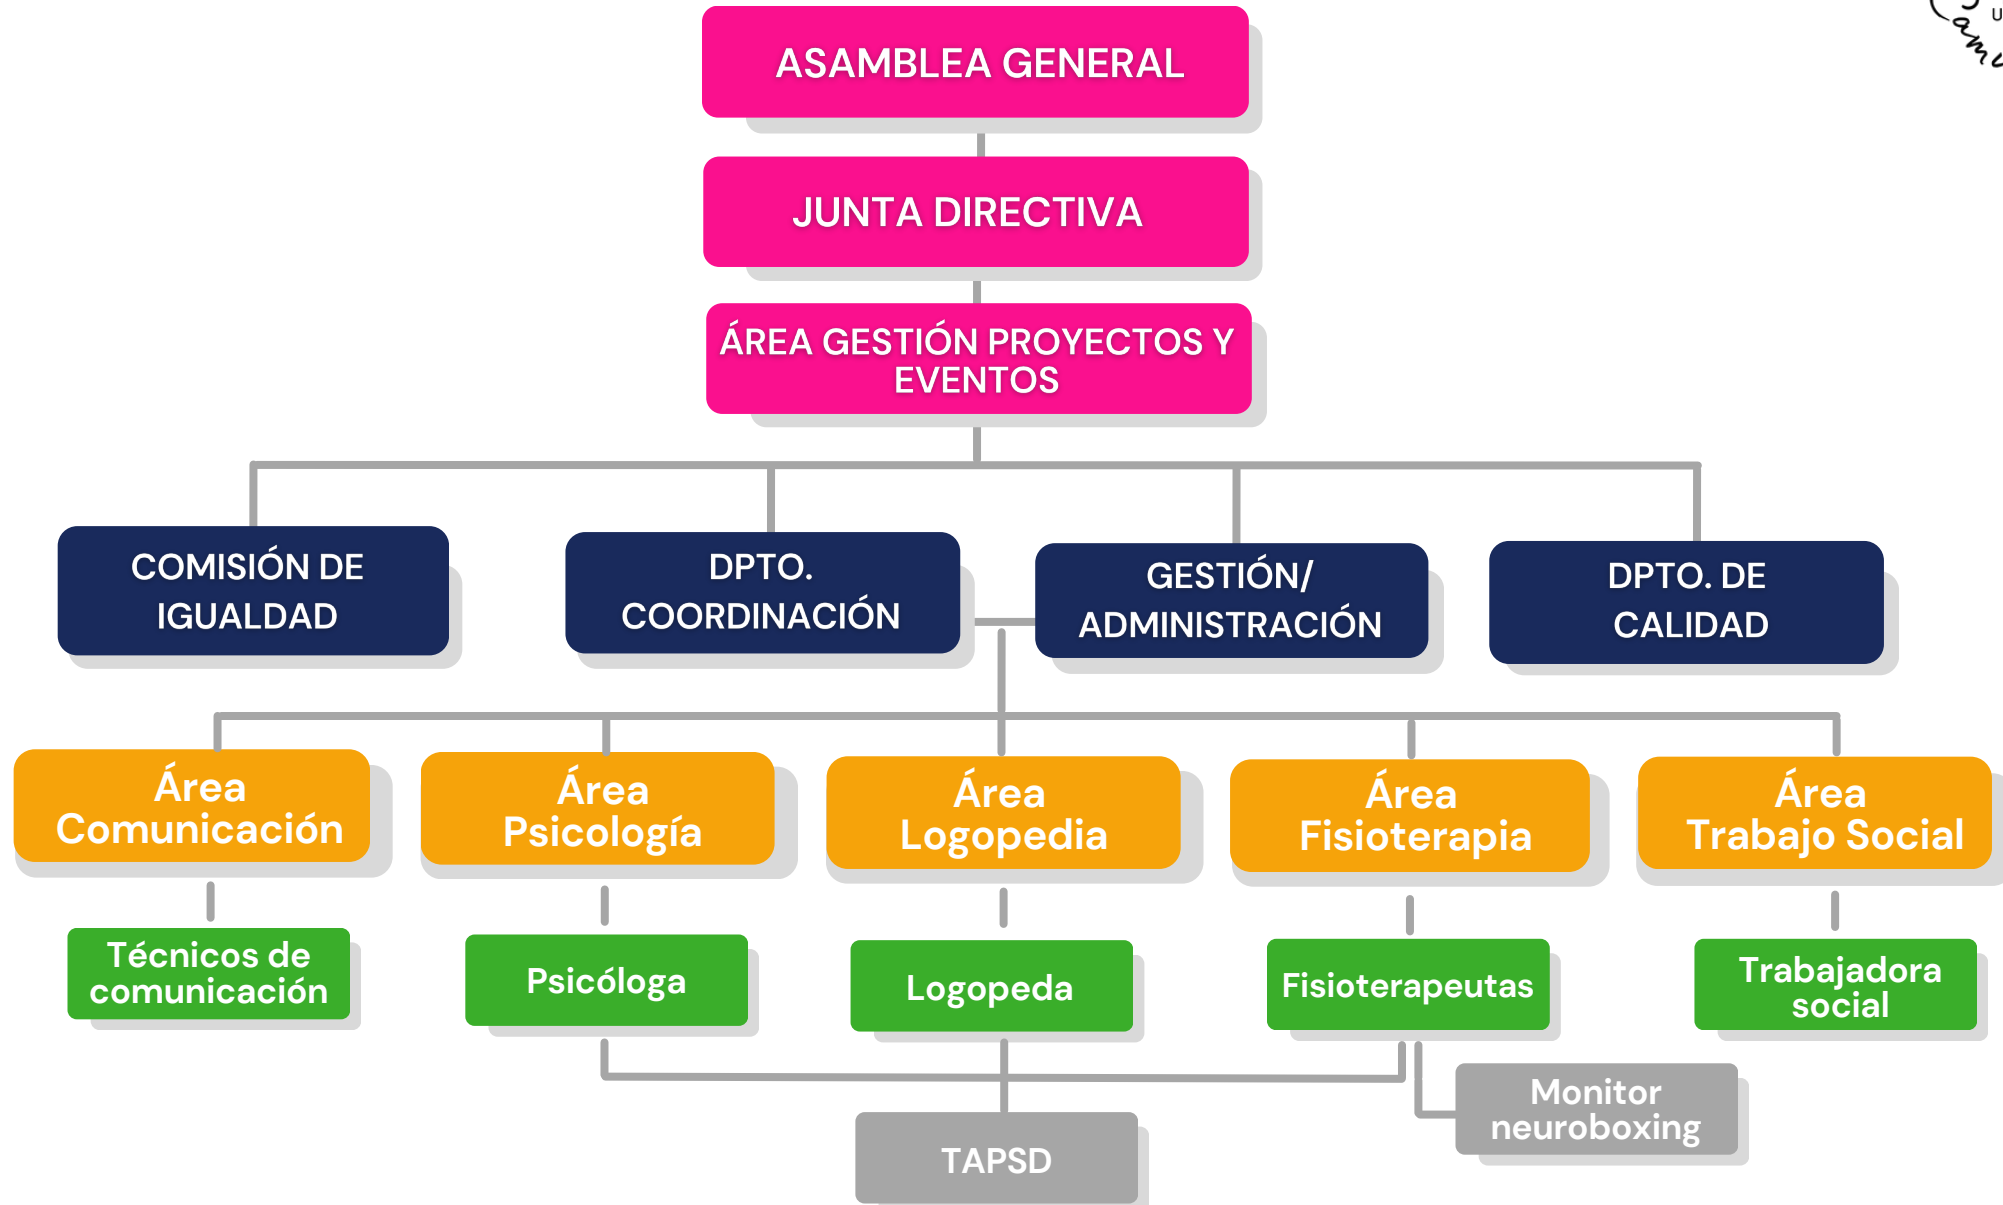 ASAMBLEA GENERAL
JUNTA DIRECTIVA
ÁREA GESTIÓN PROYECTOS Y
EVENTOS
COMISIÓN DE
IGUALDAD
DPTO.
COORDINACIÓN
GESTIÓN/
ADMINISTRACIÓN
DPTO. DE
CALIDAD
Área
Comunicación
Área
Psicología
Área
Logopedia
Área
Fisioterapia
Área
Trabajo Social
Técnicos de
comunicación
Psicóloga
Logopeda
Fisioterapeutas
Trabajadora
social
Monitor
neuroboxing
TAPSD